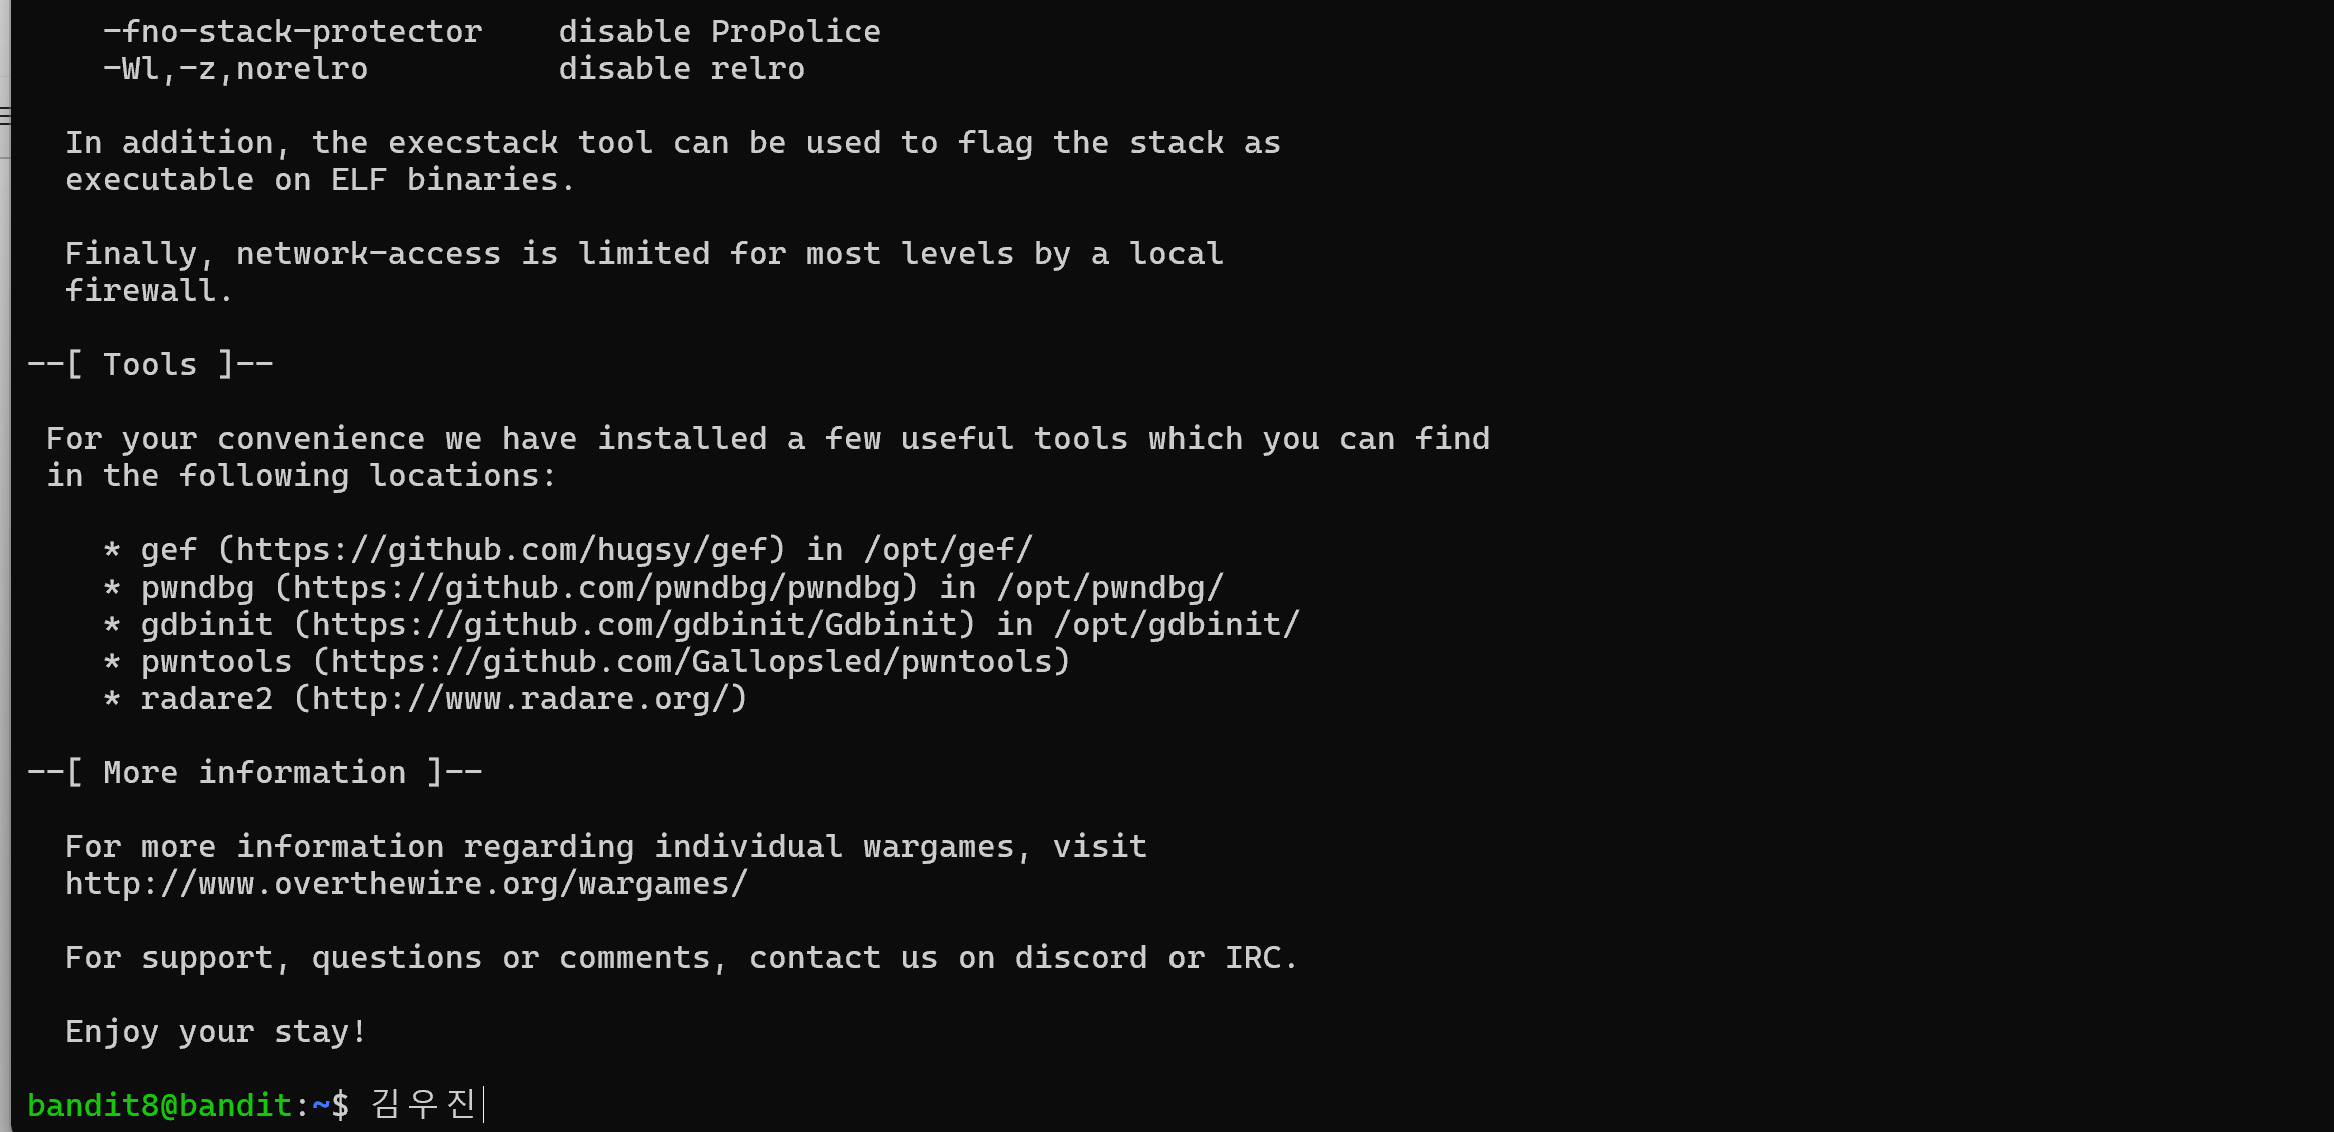 -fno-stack-protector    disable ProPolice
-Wl,-z,norelro          disable relro
In addition, the execstack tool can be used to flag the stack as
executable on ELF binaries.
Finally, network-access is limited for most levels by a local
firewall.
--[ Tools ]--
For your convenience we have installed a few useful tools which you can find
in the following locations:
* gef (https://github.com/hugsy/gef) in /opt/gef/
* pwndbg (https://github.com/pwndbg/pwndbg) in /opt/pwndbg/
* gdbinit (https://github.com/gdbinit/Gdbinit) in /opt/gdbinit/
* pwntools (https://github.com/Gallopsled/pwntools)
* radare2 (http://www.radare.org/)
--[ More information ]--
For more information regarding individual wargames, visit
http://www.overthewire.org/wargames/
For support, questions or comments, contact us on discord or IRC.
Enjoy your stay!
bandit8@bandit:~$ 김우진